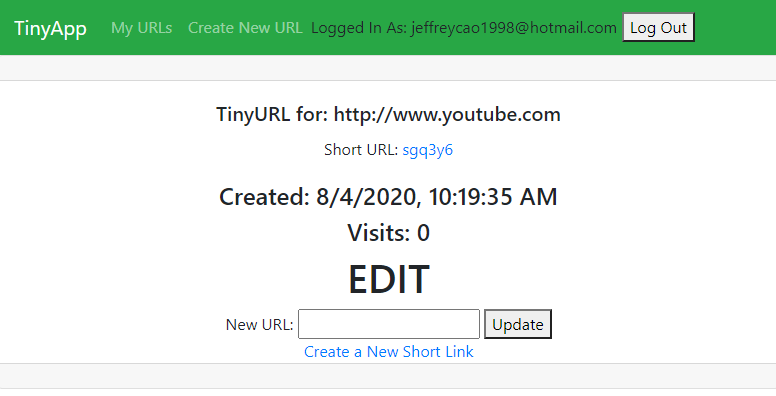 TinyApp My URLs Create New URL Logged In As: jeffreycao1998@hotmail.com Log Out
TinyURL for: http://www.youtube.com
Short URL: sgq3y6
Created: 8/4/2020, 10:19:35 AM
Visits: 0
EDIT
New URL: Update
Create a New Short Link